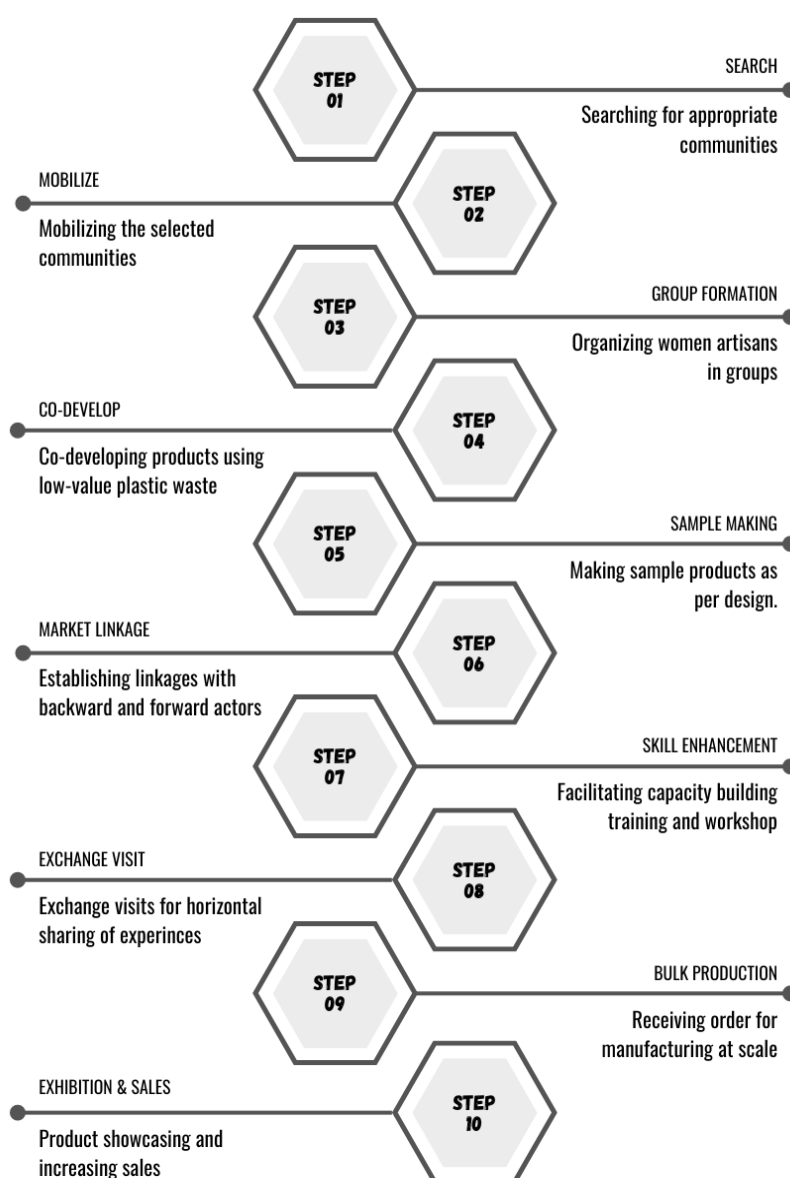 STEP
01
SEARCH
Searching for appropriate
communities
MOBILIZE
STEP
02
Mobilizing the selected
communities
STEP
03
GROUP FORMATION
Organizing women artisans
in groups
CO-DEVELOP
STEP
04
Co-developing products using
low-value plastic waste
STEP
05
SAMPLE MAKING
Making sample products as
per design.
MARKET LINKAGE
STEP
06
Establishing linkages with
backward and forward actors
STEP
07
SKILL ENHANCEMENT
Facilitating capacity building
training and workshop
EXCHANGE VISIT
STEP
08
Exchange visits for horizontal
sharing of experinces
STEP
09
BULK PRODUCTION
Receiving order for
manufacturing at scale
EXHIBITION & SALES
STEP
10
Product showcasing and
increasing sales